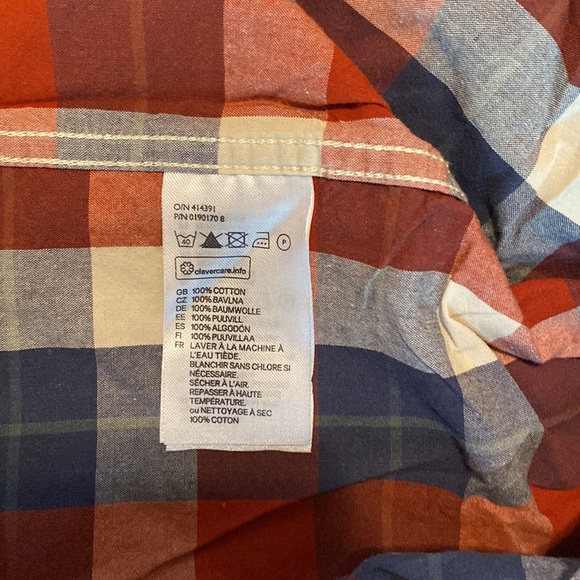 O/N 414391
P/N 0190170 8
40 P
clevercare.info
GB 100% COTTON
CZ 100% BAVLNA
DE 100% BAUMWOLLE
EE 100% PUUVILL
ES 100% ALGODÓN
FI 100% PUUVILLAA
FR LAVER À LA MACHINE À
L'EAU TIÈDE.
BLANCHIR SANS CHLORE SI
NÉCESSAIRE.
SÉCHER À L'AIR.
REPASSER À HAUTE
TEMPÉRATURE.
ou NETTOYAGE À SEC
100% COTON